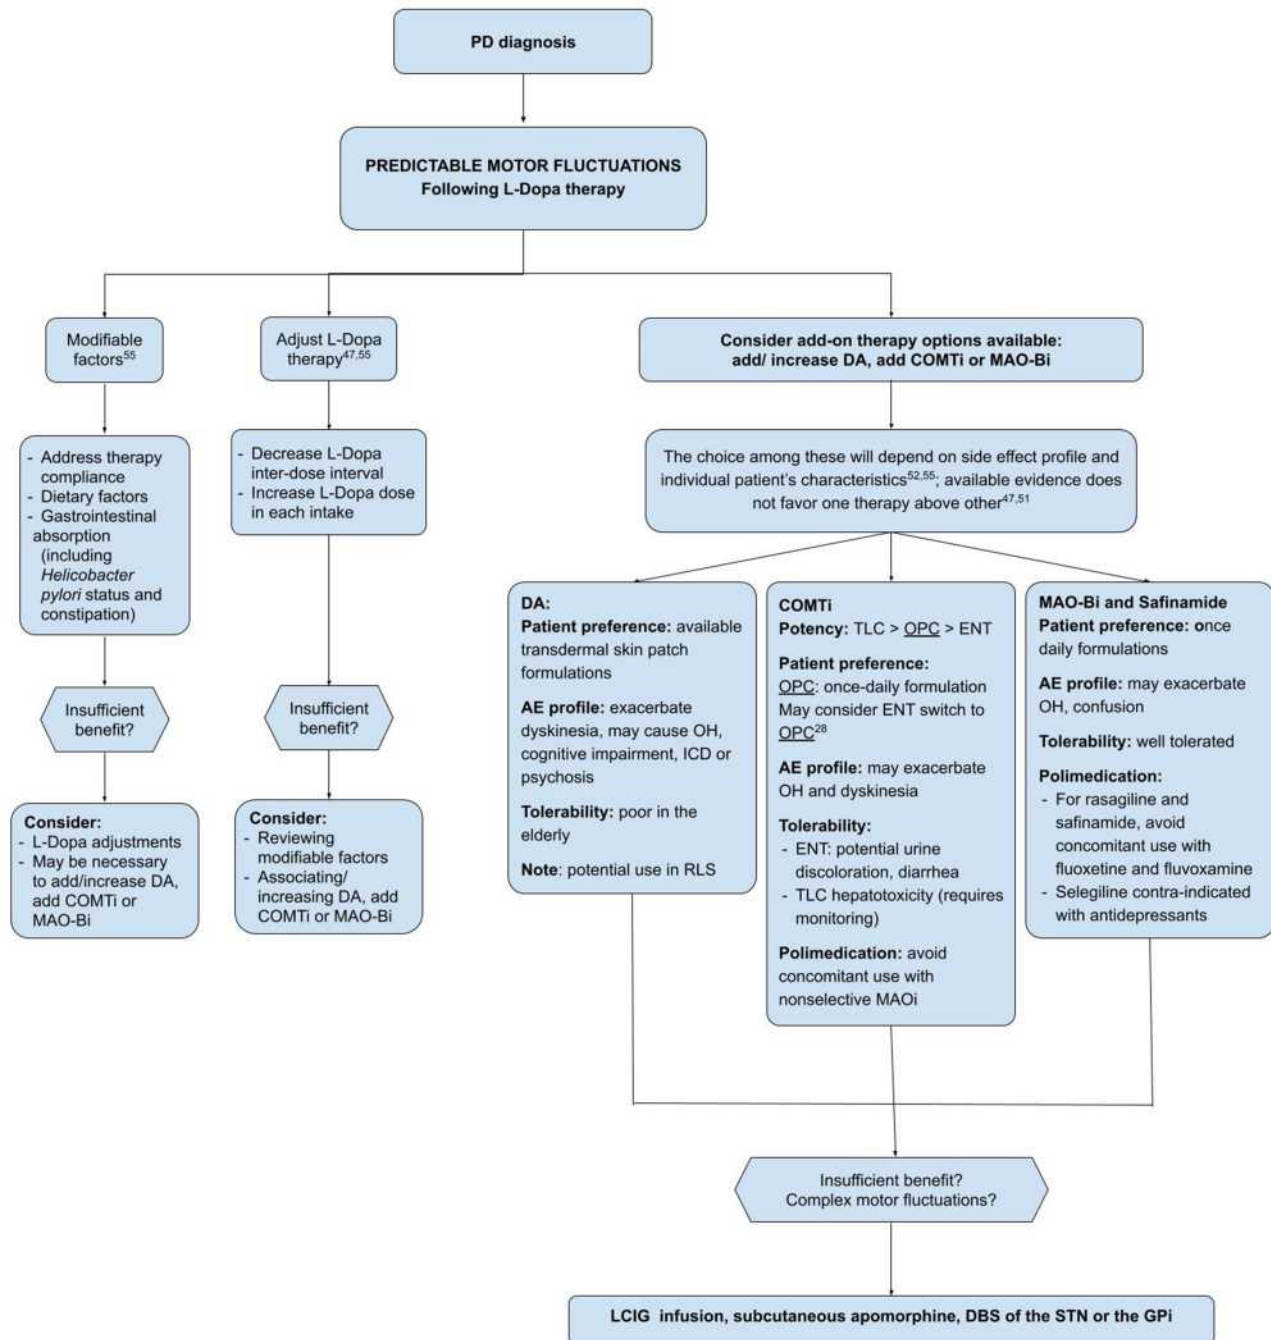 PD diagnosis
PREDICTABLE MOTOR FLUCTUATIONS
Following L-Dopa therapy
Modifiable
factors55
Adjust L-Dopa
therapy47,55
Consider add-on therapy options available:
add/ increase DA, add COMTi or MAO-Bi
- Address therapy
compliance
- Dietary factors
- Gastrointestinal
absorption
(including
Helicobacter
pylori status and
constipation)
- Decrease L-Dopa
inter-dose interval
- Increase L-Dopa dose
in each intake
The choice among these will depend on side effect profile and
individual patient's characteristics52,55; available evidence does
not favor one therapy above other47,51
Insufficient
benefit?
Insufficient
benefit?
Consider:
- L-Dopa adjustments
- May be necessary
to add/increase DA,
add COMTi or
MAO-Bi
Consider:
- Reviewing
modifiable factors
- Associating/
increasing DA, add
COMTi or MAO-Bi
DA:
Patient preference: available
transdermal skin patch
formulations
AE profile: exacerbate
dyskinesia, may cause OH,
cognitive impairment, ICD or
psychosis
Tolerability: poor in the
elderly
Note: potential use in RLS
COMTi
Potency: TLC > OPC > ENT
Patient preference:
OPC: once-daily formulation
May consider ENT switch to
OPC28
AE profile: may exacerbate
OH and dyskinesia
Tolerability:
- ENT: potential urine
discoloration, diarrhea
- TLC hepatotoxicity (requires
monitoring)
Polimedication: avoid
concomitant use with
nonselective MAOi
MAO-Bi and Safinamide
Patient preference: once
daily formulations
AE profile: may exacerbate
OH, confusion
Tolerability: well tolerated
Polimedication:
- For rasagiline and
safinamide, avoid
concomitant use with
fluoxetine and fluvoxamine
- Selegiline contra-indicated
with antidepressants
Insufficient benefit?
Complex motor fluctuations?
LCIG infusion, subcutaneous apomorphine, DBS of the STN or the GPi